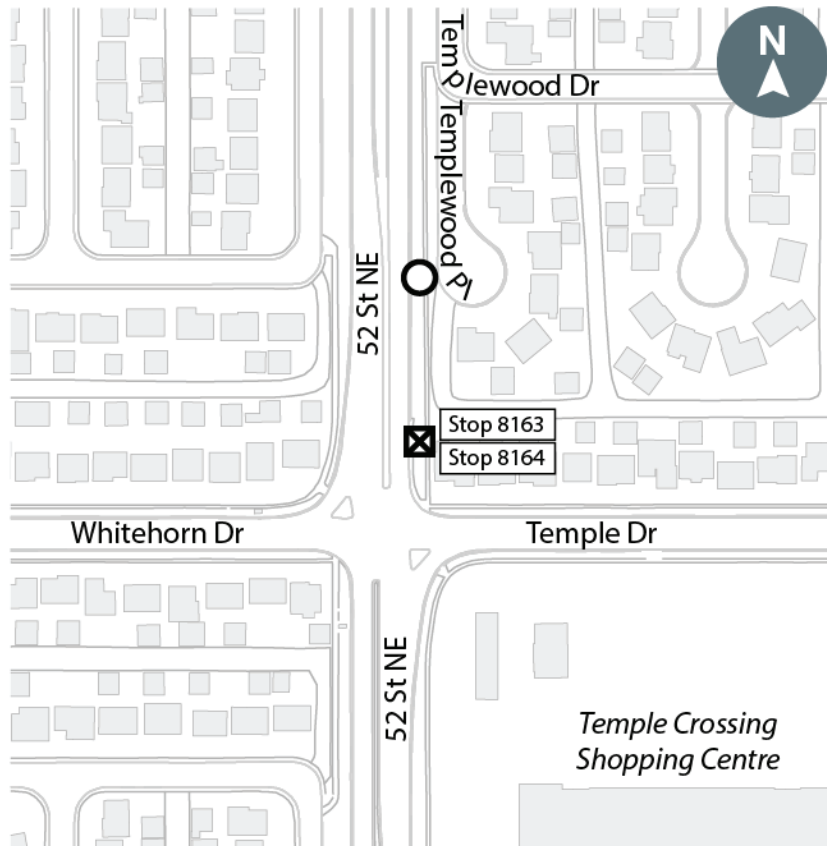 N
Templewood Dr
Templewood Pl
52 St NE
Stop 8163
Stop 8164
Whitehorn Dr
Temple Dr
52 St NE
Temple Crossing
Shopping Centre